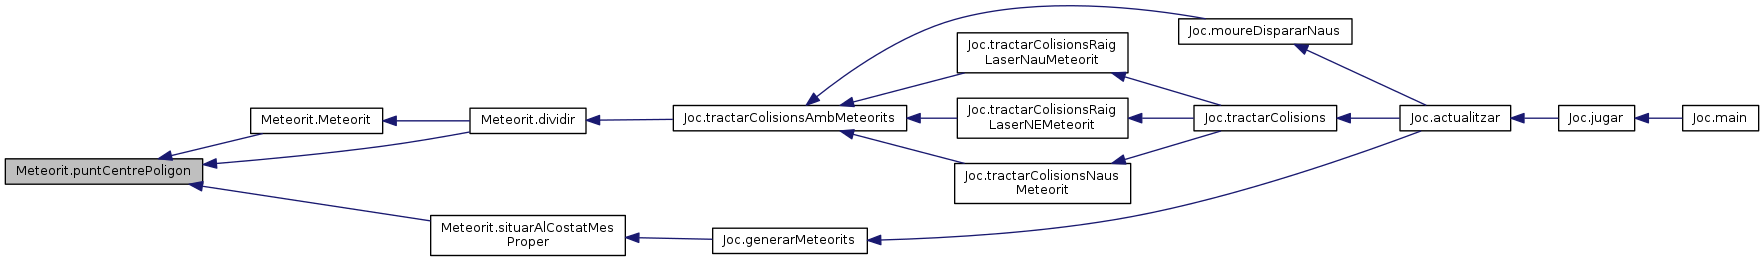 Meteorit.puntCentrePoligon
Meteorit.Meteorit
Meteorit.dividir
Meteorit.situarAlCostatMes
Proper
Joc.tractarColisionsAmbMeteorits
Joc.generarMeteorits
Joc.moureDispararNaus
Joc.tractarColisionsRaig
LaserNauMeteorit
Joc.tractarColisionsRaig
LaserNEMeteorit
Joc.tractarColisionsNaus
Meteorit
Joc.tractarColisions
Joc.actualitzar
Joc.jugar
Joc.main